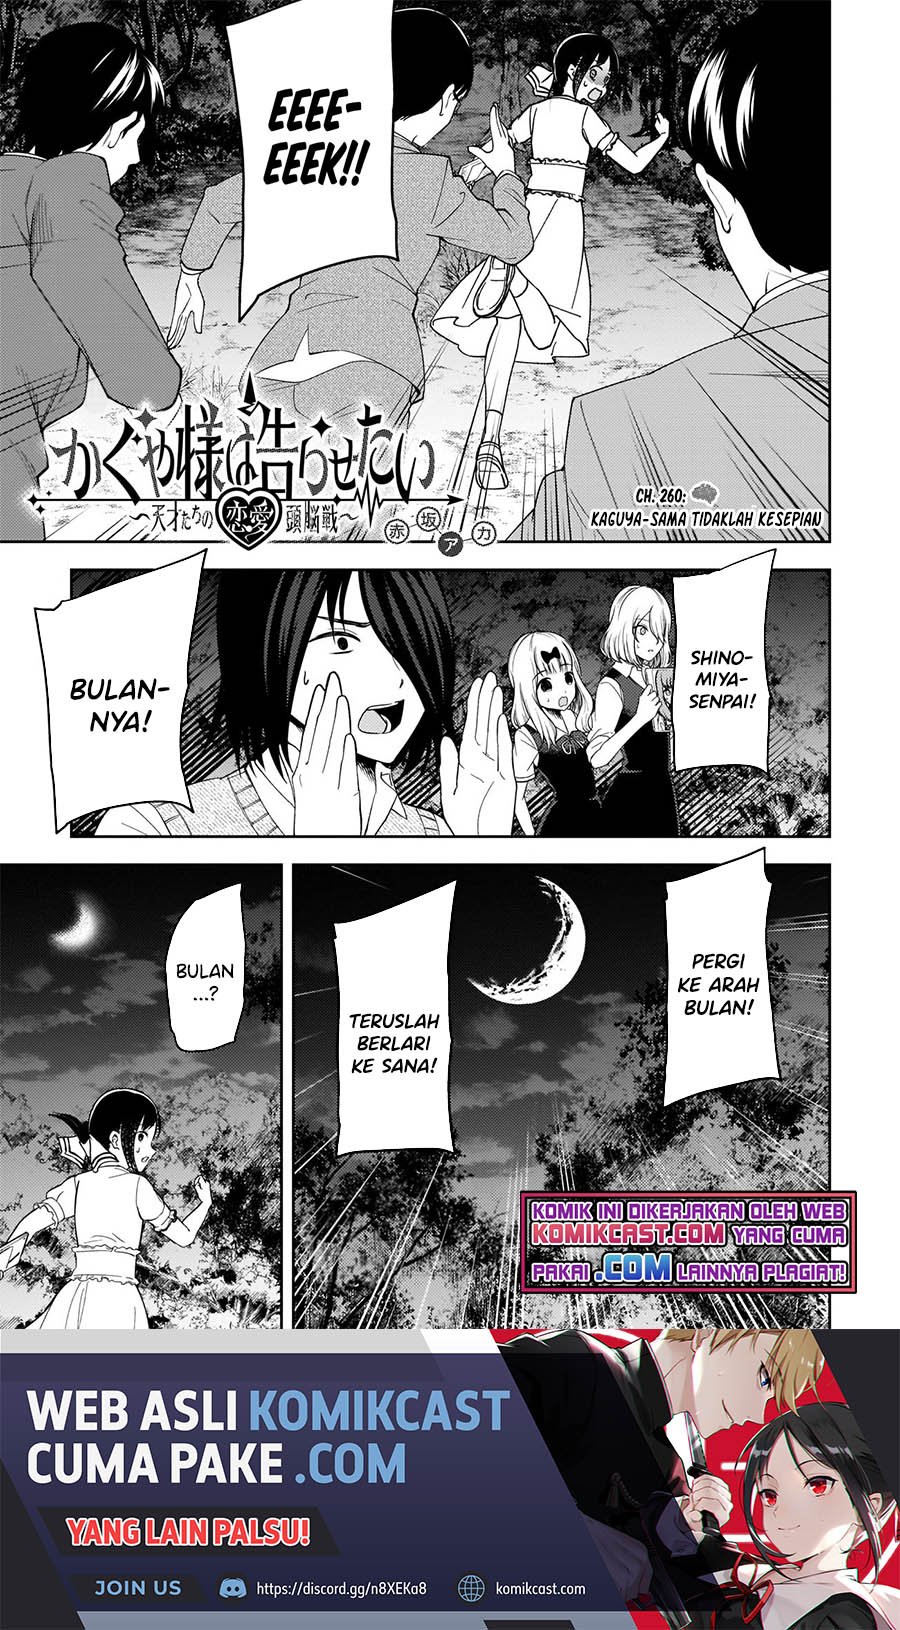 EEEE-
EEEK!!
かぐや様は告らせたい
～天才たちの恋愛頭脳戦～
赤坂アカ
CH. 260:
KAGUYA-SAMA TIDAKLAH KESEPIAN
SHINO-
MIYA-
SENPAI!
BULAN-
NYA!
PERGI
KE ARAH
BULAN!
TERUSLAH
BERLARI
KE SANA!
BULAN
...?
KOMIK INI DIKERJAKAN OLEH WEB
KOMIKCAST.COM YANG CUMA
PAKAI .COM LAINNYA PLAGIAT!
WEB ASLI KOMIKCAST
CUMA PAKE .COM
YANG LAIN PALSU!
JOIN US
https://discord.gg/n8XEKa8
komikcast.com